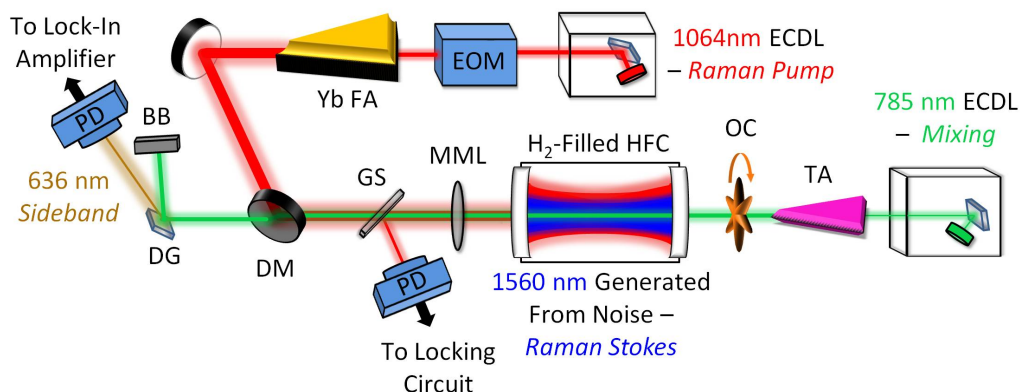 To Lock-In
Amplifier
PD
BB
636 nm
Sideband
DG
Yb FA
EOM
1064nm ECDL
– Raman Pump
785 nm ECDL
– Mixing
DM
GS
MML
H₂-Filled HFC
OC
TA
PD
To Locking
Circuit
1560 nm Generated
From Noise –
Raman Stokes